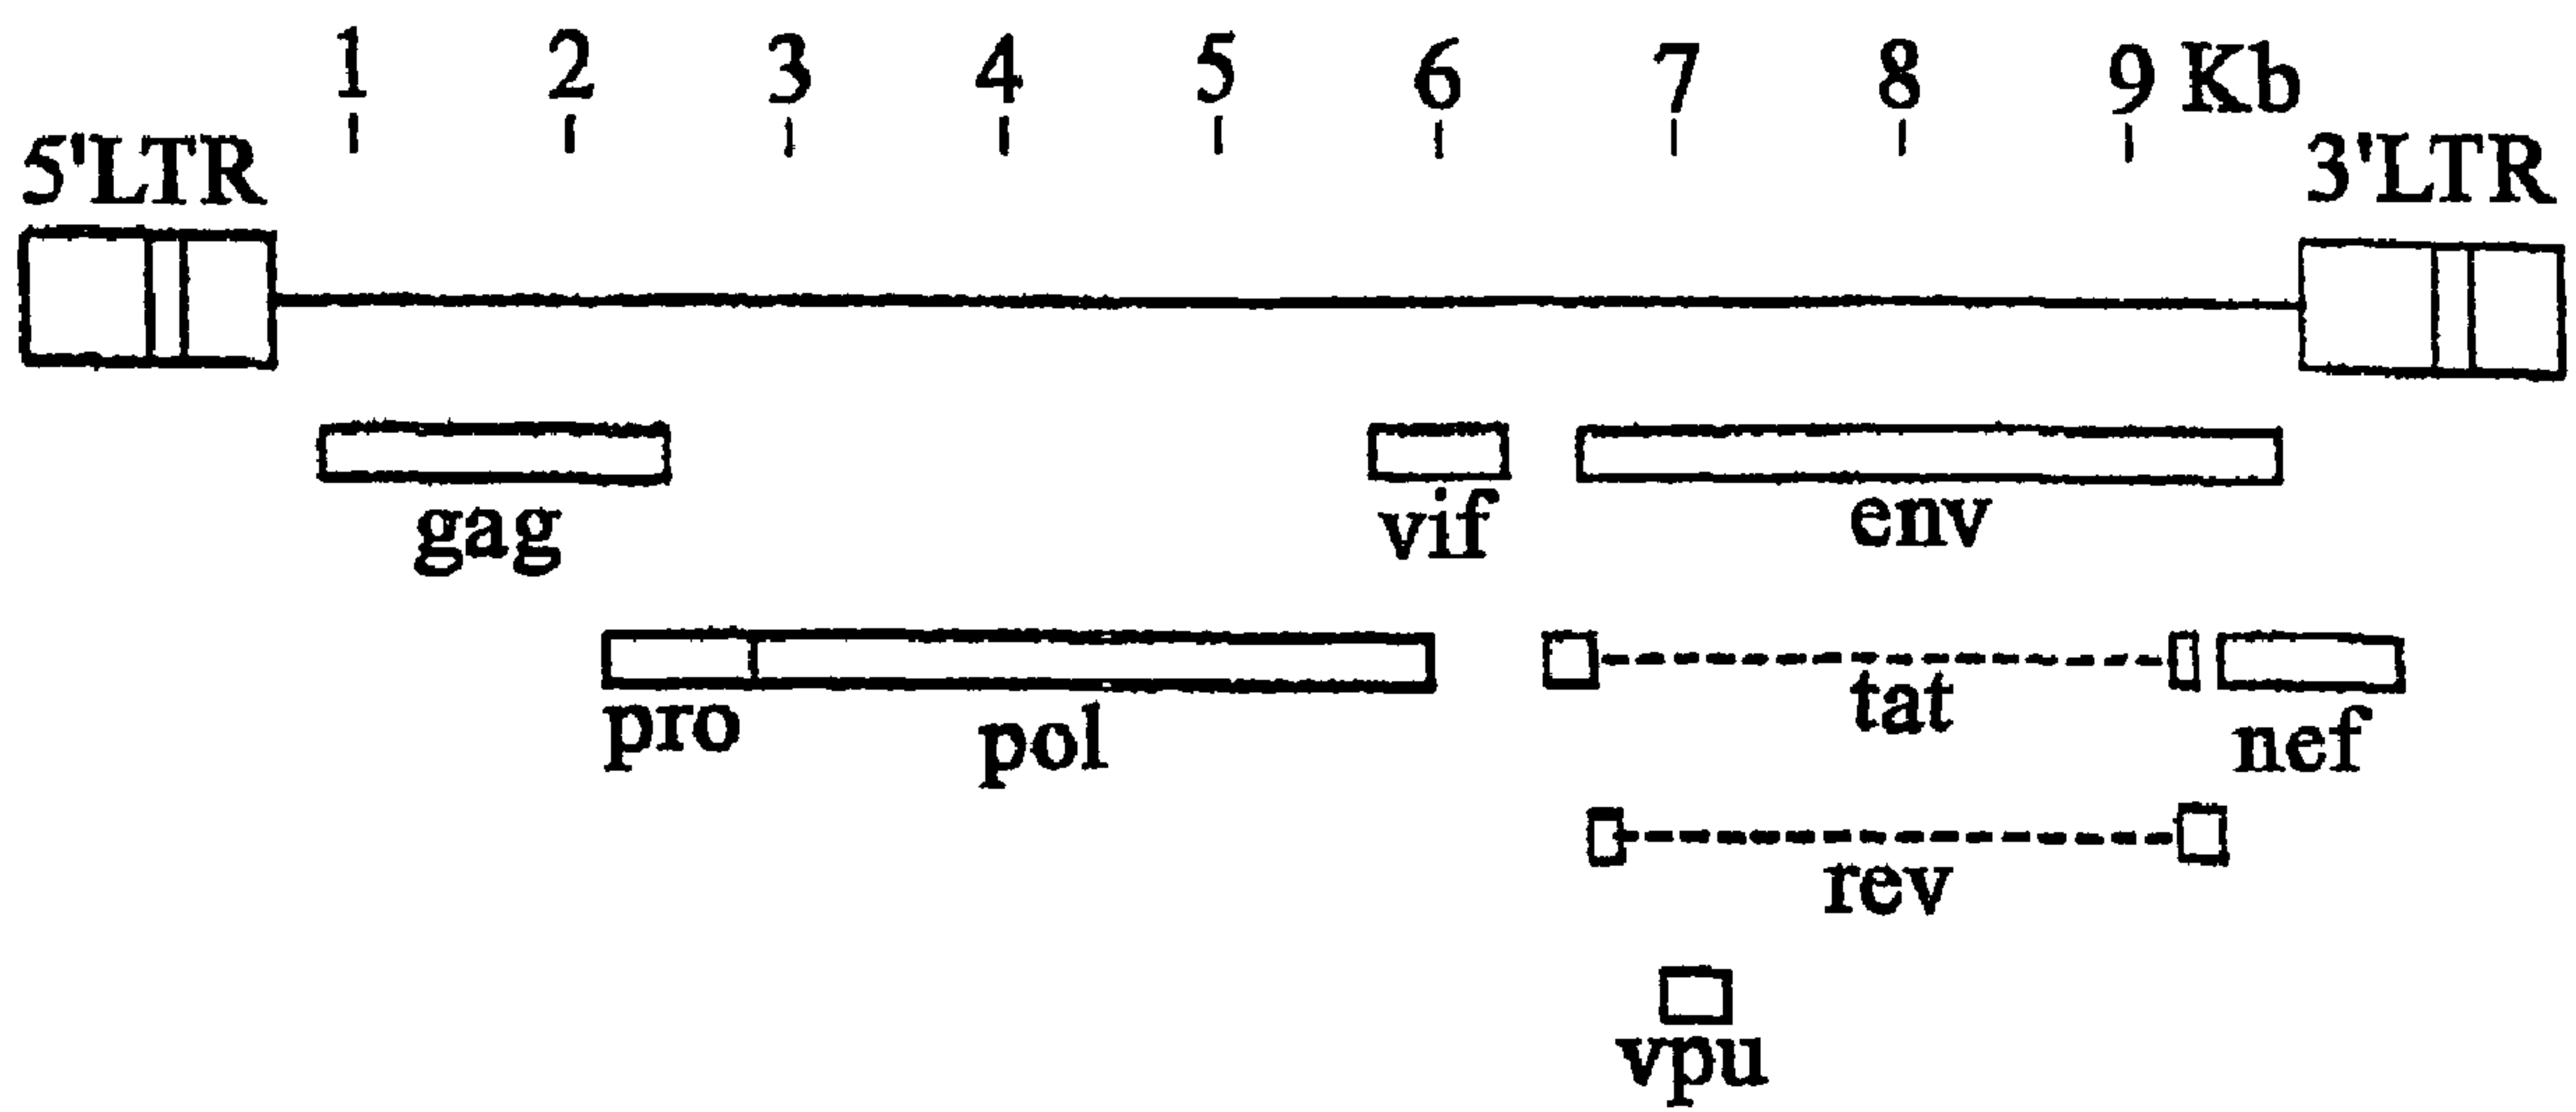 1 2 3 4 5 6 7 8 9 Kb
5'LTR 3'LTR
gag vif env
pro pol tat nef
rev
vpu